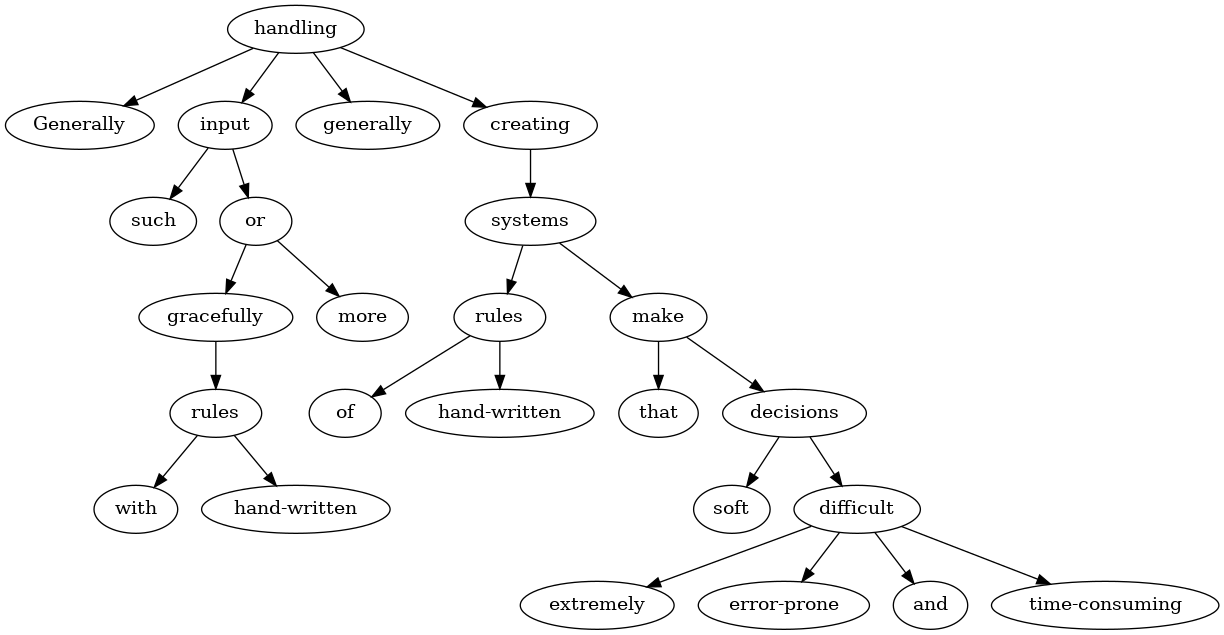 handling
Generally input generally creating
such or systems
gracefully more rules make
rules of hand-written that decisions
with hand-written soft difficult
extremely error-prone and time-consuming